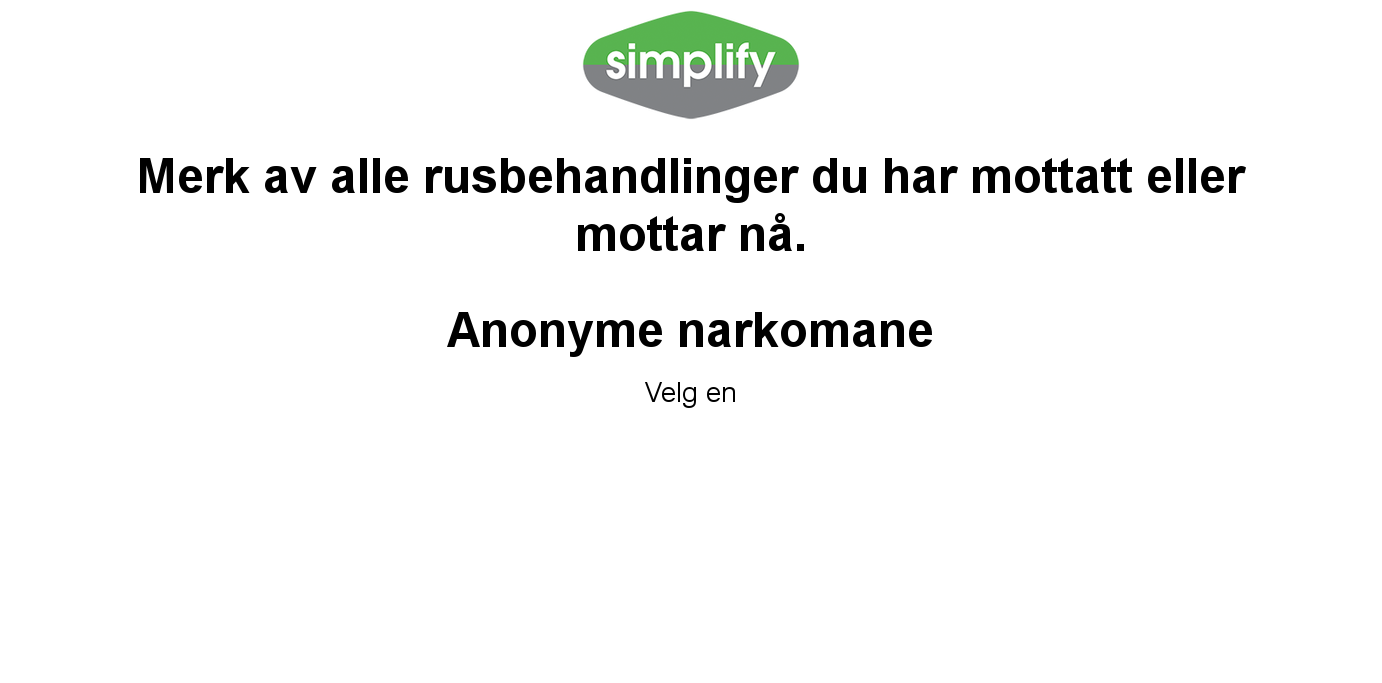 simplify
Merk av alle rusbehandlinger du har mottatt eller
mottar nå.
Anonyme narkomane
Velg en